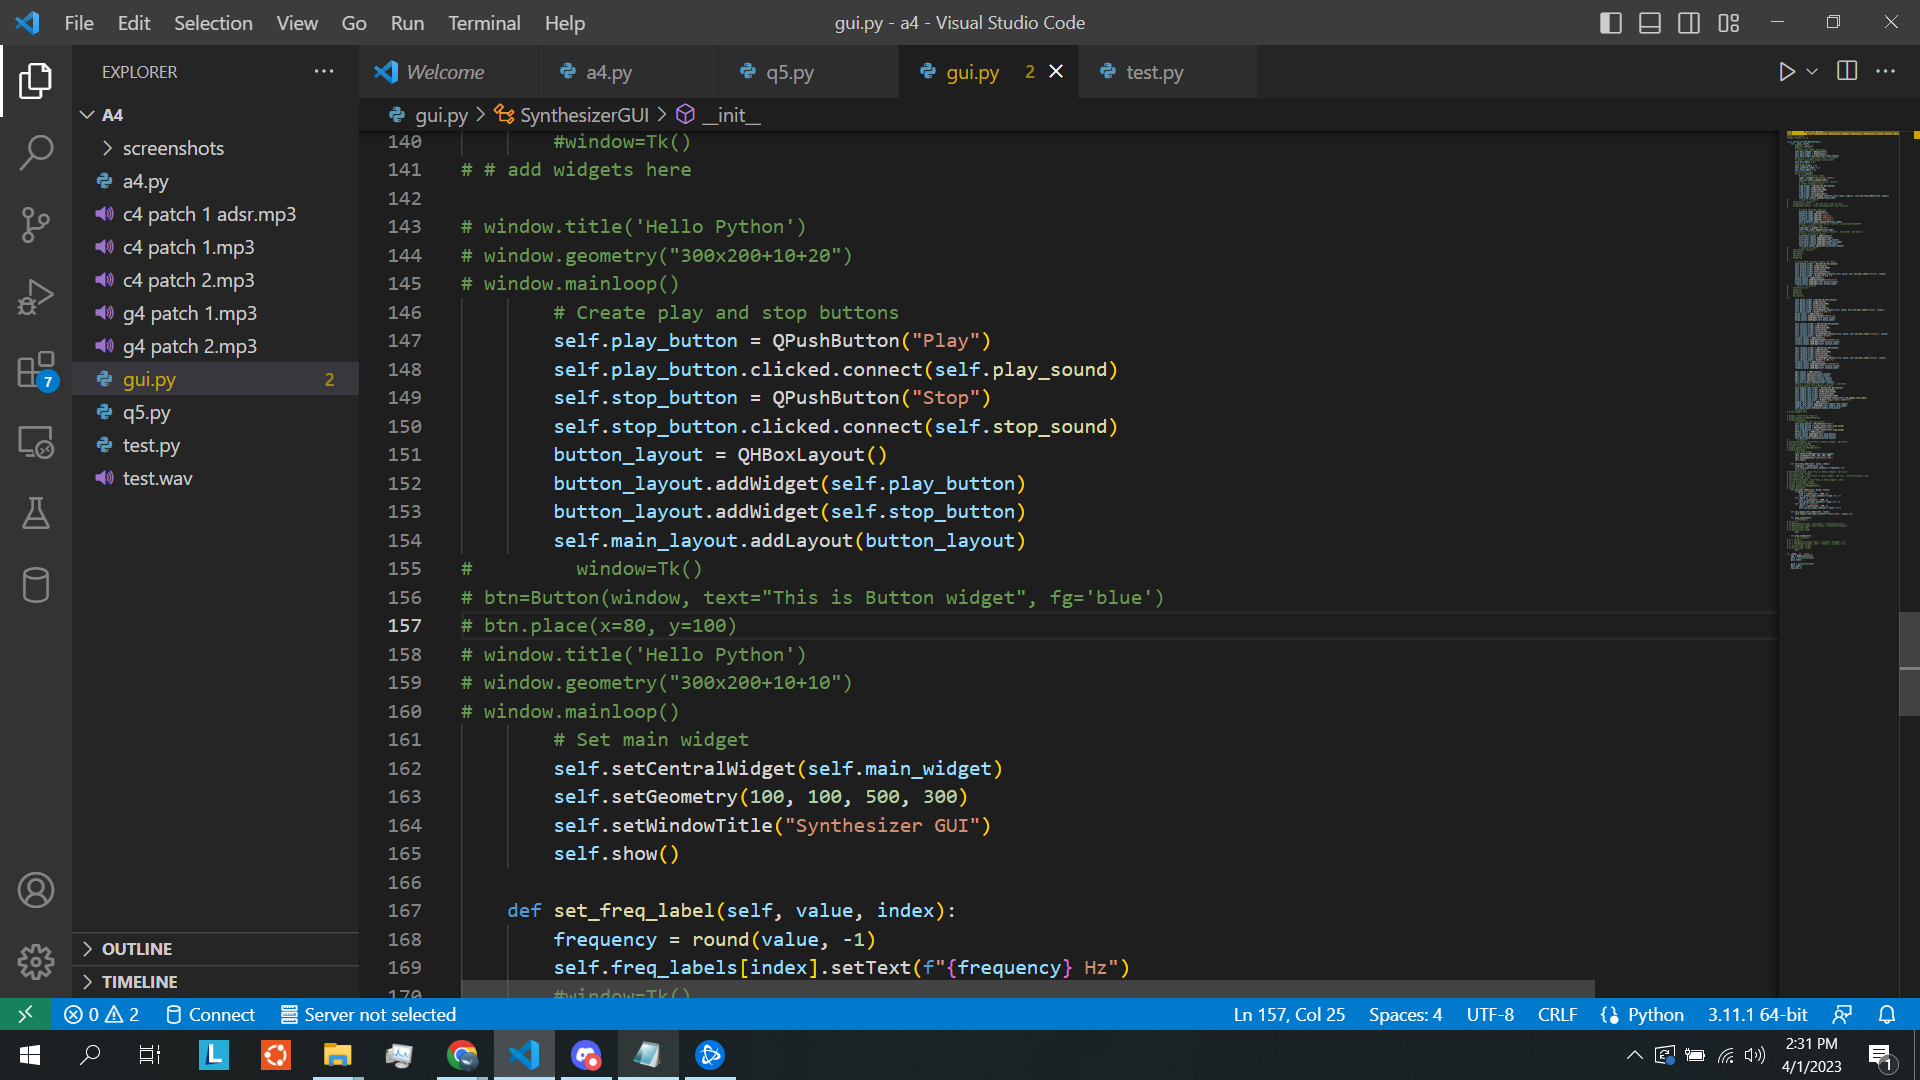 File Edit Selection View Go Run Terminal Help
gui.py - a4 - Visual Studio Code
EXPLORER
A4
screenshots
a4.py
c4 patch 1 adsr.mp3
c4 patch 1.mp3
c4 patch 2.mp3
g4 patch 1.mp3
g4 patch 2.mp3
gui.py 2
q5.py
test.py
test.wav
OUTLINE
TIMELINE
7
Welcome a4.py q5.py gui.py 2 test.py
gui.py > SynthesizerGUI > __init__
140 #window=Tk()
141 # # add widgets here
142
143 # window.title('Hello Python')
144 # window.geometry("300x200+10+20")
145 # window.mainloop()
146 # Create play and stop buttons
147 self.play_button = QPushButton("Play")
148 self.play_button.clicked.connect(self.play_sound)
149 self.stop_button = QPushButton("Stop")
150 self.stop_button.clicked.connect(self.stop_sound)
151 button_layout = QHBoxLayout()
152 button_layout.addWidget(self.play_button)
153 button_layout.addWidget(self.stop_button)
154 self.main_layout.addLayout(button_layout)
155 # window=Tk()
156 # btn=Button(window, text="This is Button widget", fg='blue')
157 # btn.place(x=80, y=100)
158 # window.title('Hello Python')
159 # window.geometry("300x200+10+10")
160 # window.mainloop()
161 # Set main widget
162 self.setCentralWidget(self.main_widget)
163 self.setGeometry(100, 100, 500, 300)
164 self.setWindowTitle("Synthesizer GUI")
165 self.show()
166
167 def set_freq_label(self, value, index):
168 frequency = round(value, -1)
169 self.freq_labels[index].setText(f"{frequency} Hz")
170 #window=Tk()
0 2 Connect Server not selected Ln 157, Col 25 Spaces: 4 UTF-8 CRLF Python 3.11.1 64-bit
L
2:31 PM
4/1/2023
1